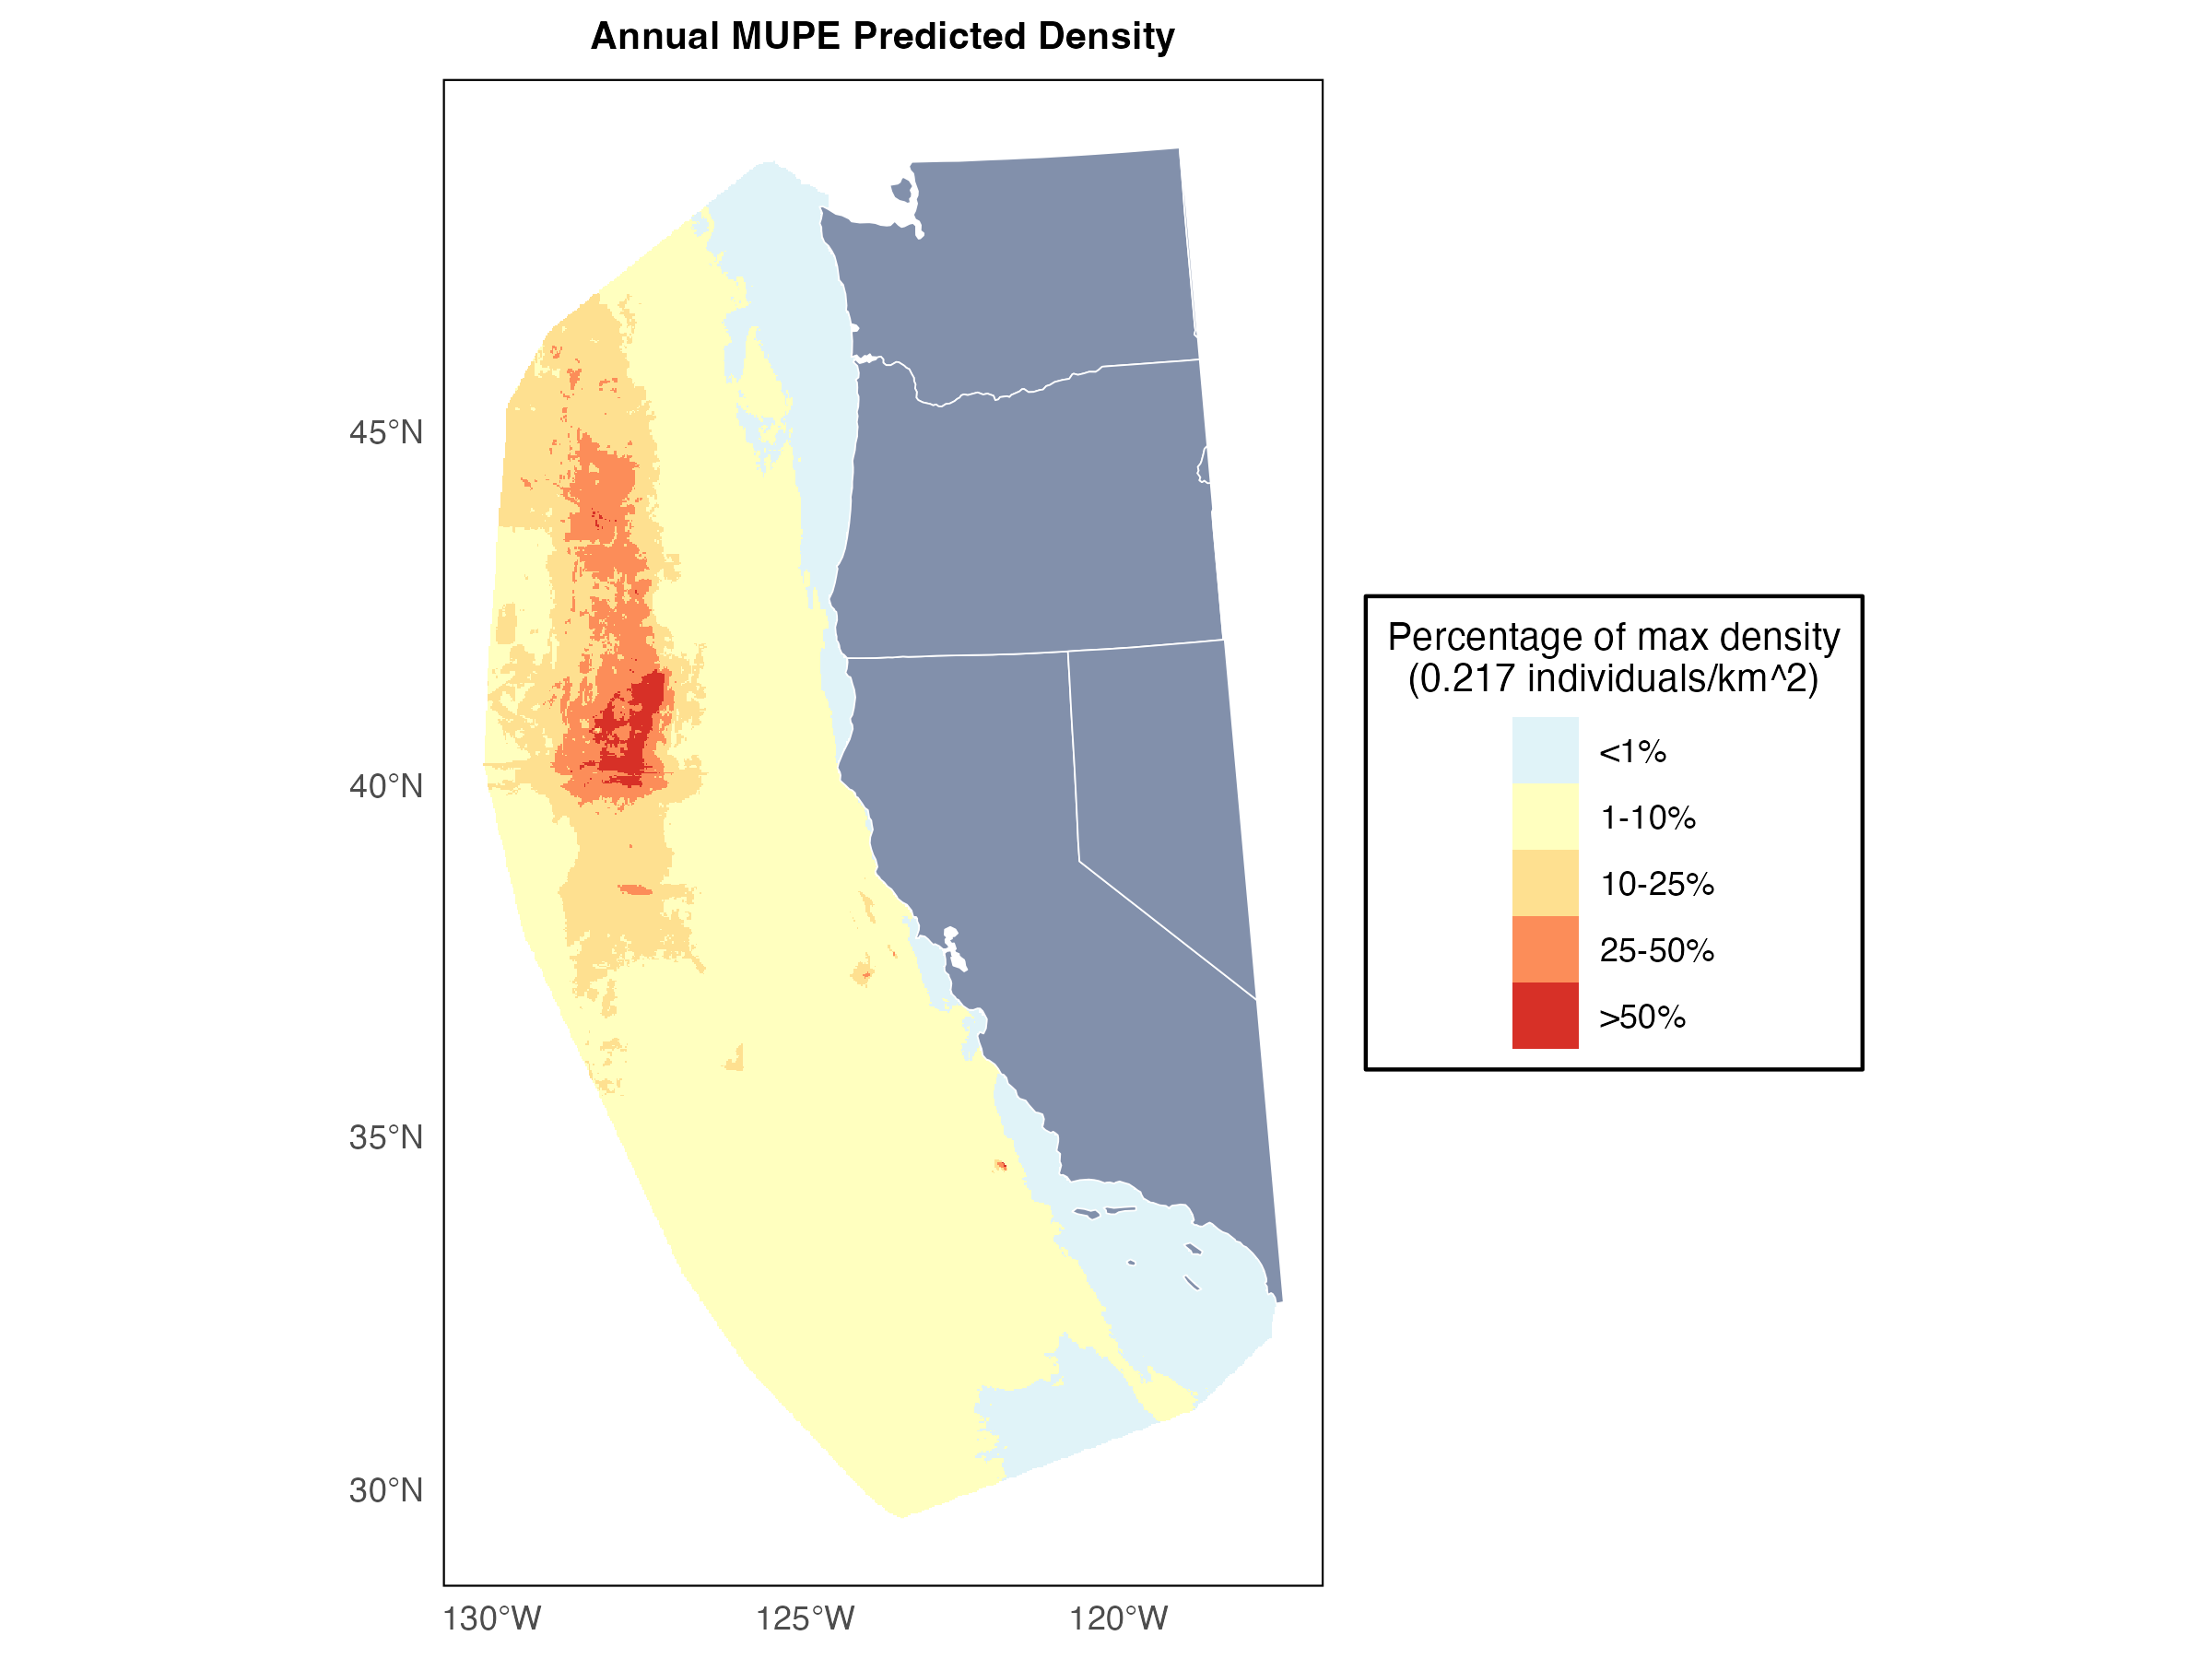 Annual MUPE Predicted Density
45°N
40°N
35°N
30°N
130°W
125°W
120°W
Percentage of max density
(0.217 individuals/km^2)
<1%
1-10%
10-25%
25-50%
>50%